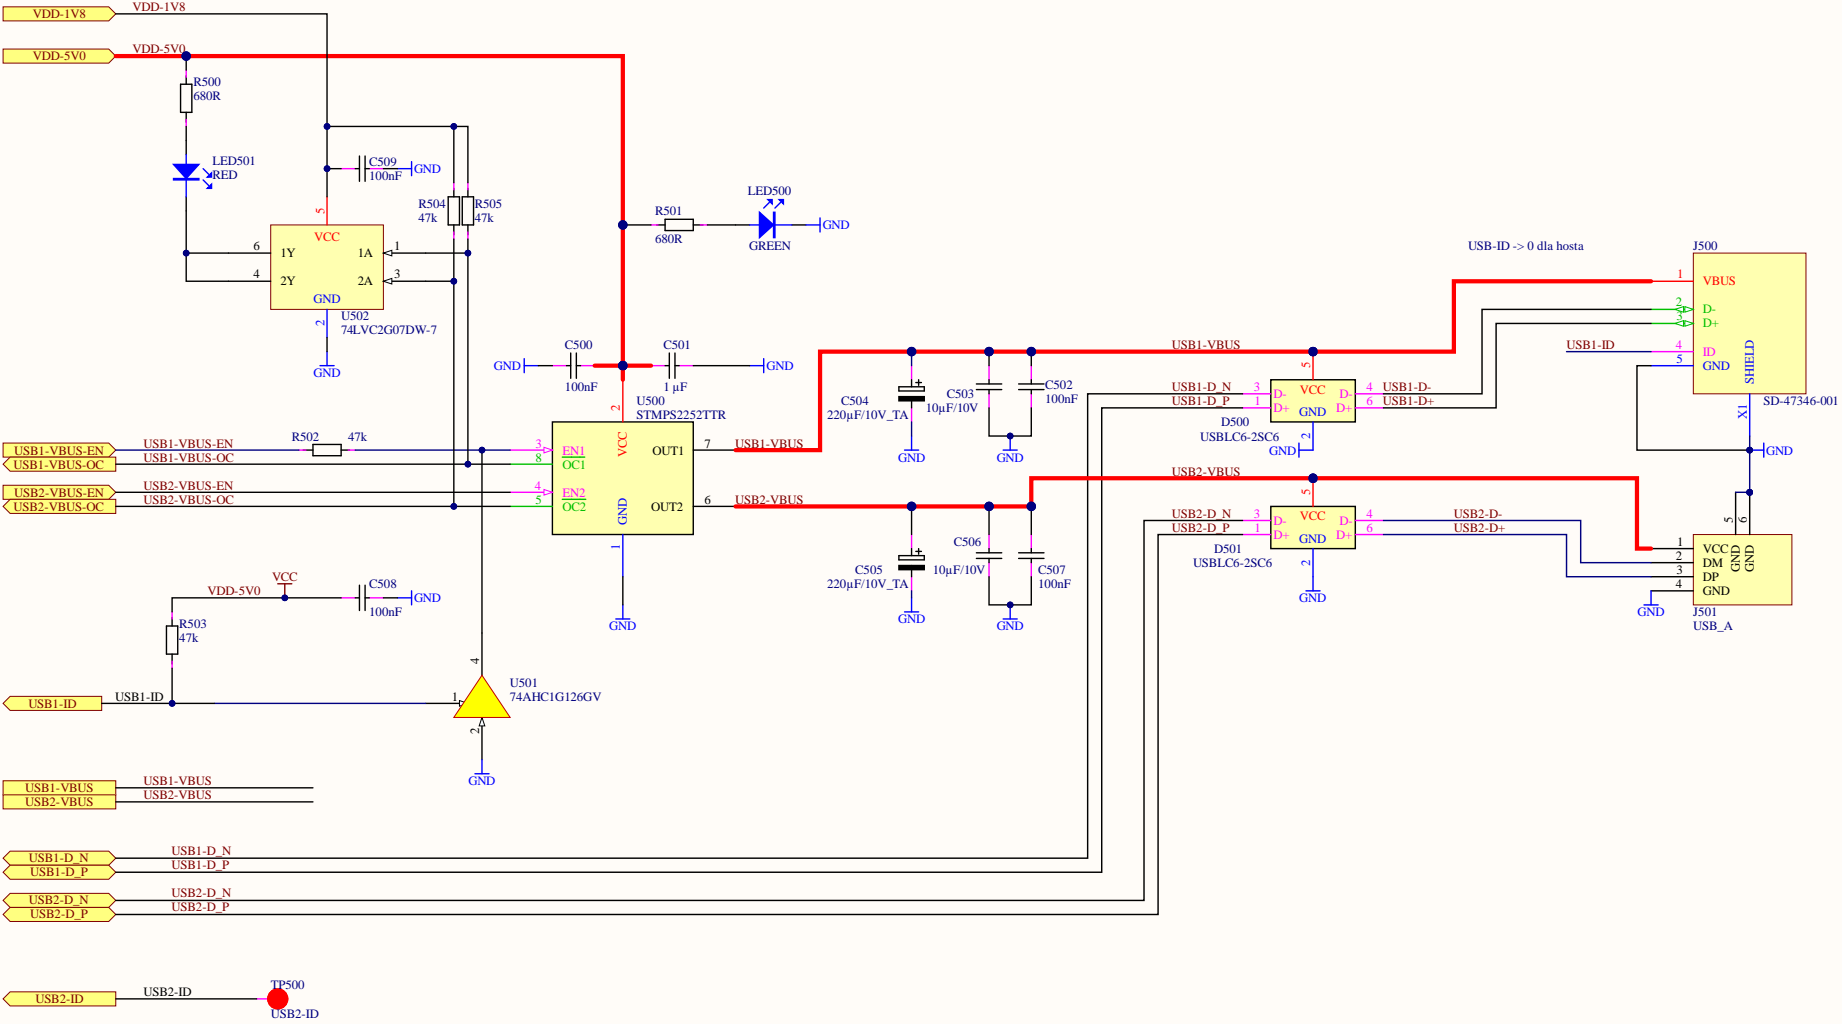 VDD-1V8 VDD-1V8
VDD-5V0 VDD-5V0
R500
680R
LED501
RED
C509
100nF
GND
R504
47k
R505
47k
5
VCC
6 1Y 1A 1
4 2Y 2A 3
GND
2
U502
74LVC2G07DW-7
GND
R501
680R
LED500
GREEN
GND
USB-ID -> 0 dla hosta
J500
1 VBUS
2 D-
3 D+
USB1-ID 4 ID
5 GND
SHIELD
X1
SD-47346-001
GND
GND C500
100nF
C501
1 µF
GND
2
U500
STMPS2252TTR
VCC
USB1-VBUS-EN USB1-VBUS-EN R502 47k 3 EN1
USB1-VBUS-OC USB1-VBUS-OC 8 OC1
USB2-VBUS-EN USB2-VBUS-EN 4 EN2
USB2-VBUS-OC USB2-VBUS-OC 5 OC2
OUT1 7 USB1-VBUS
OUT2 6 USB2-VBUS
GND
1
GND
USB1-VBUS
C504
220µF/10V_TA
GND
C503
10µF/10V
C502
100nF
GND
USB1-D_N 3 D- VCC D- 4 USB1-D-
USB1-D_P 1 D+ GND D+ 6 USB1-D+
5
2
D500
USBLC6-2SC6
GND
USB2-VBUS
C505
220µF/10V_TA
GND
C506
10µF/10V
C507
100nF
GND
USB2-D_N 3 D- VCC D- 4 USB2-D-
USB2-D_P 1 D+ GND D+ 6 USB2-D+
5
2
D501
USBLC6-2SC6
GND
5 6
1 VCC GND GND
2 DM
3 DP
4 GND
GND
J501
USB_A
VCC
VDD-5V0
C508
100nF
GND
R503
47k
USB1-ID USB1-ID
4
1
2
U501
74AHC1G126GV
GND
USB1-VBUS USB1-VBUS
USB2-VBUS USB2-VBUS
USB1-D_N USB1-D_N
USB1-D_P USB1-D_P
USB2-D_N USB2-D_N
USB2-D_P USB2-D_P
USB2-ID USB2-ID
TP500
USB2-ID